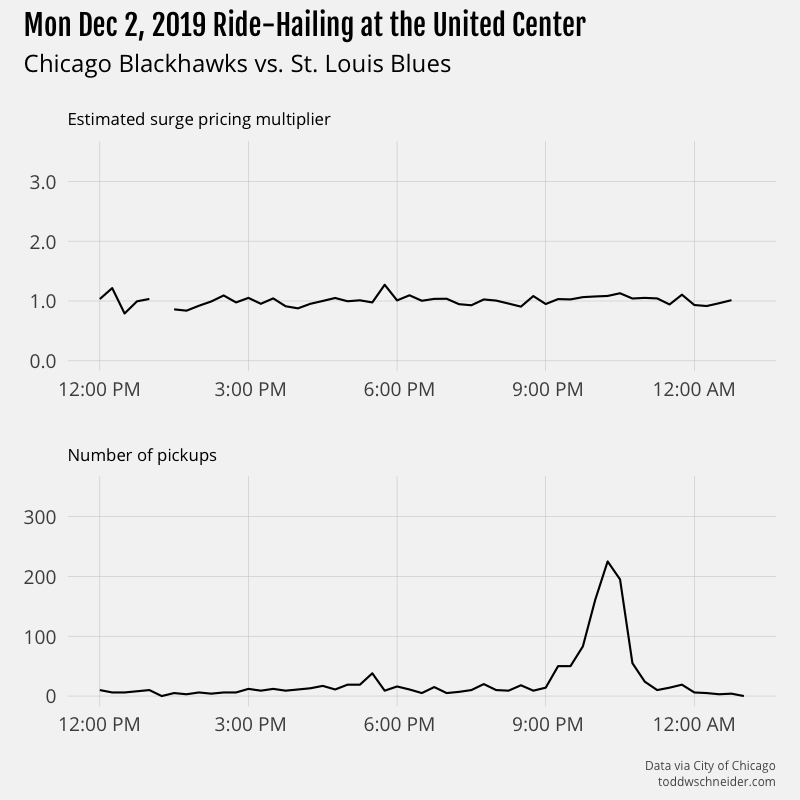 Mon Dec 2, 2019 Ride-Hailing at the United Center
Chicago Blackhawks vs. St. Louis Blues
Estimated surge pricing multiplier
3.0
2.0
1.0
0.0
12:00 PM 3:00 PM 6:00 PM 9:00 PM 12:00 AM
Number of pickups
300
200
100
0
12:00 PM 3:00 PM 6:00 PM 9:00 PM 12:00 AM
Data via City of Chicago
toddwschneider.com